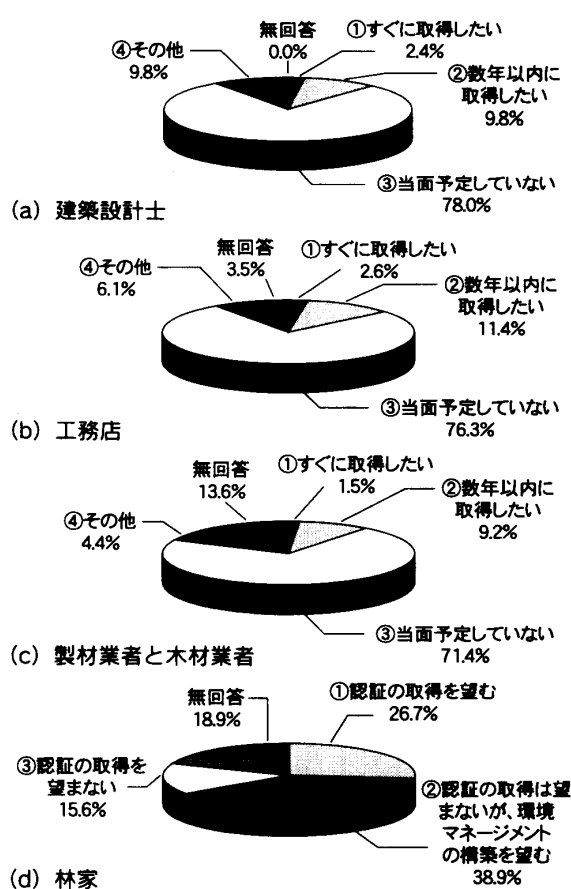 無回答
0.0%
①すぐに取得したい
2.4%
④その他
9.8%
②数年以内に
取得したい
9.8%
③当面予定していない
78.0%
(a) 建築設計士
無回答
3.5%
①すぐに取得したい
2.6%
④その他
6.1%
②数年以内に
取得したい
11.4%
③当面予定していない
76.3%
(b) 工務店
無回答
13.6%
①すぐに取得したい
1.5%
④その他
4.4%
②数年以内に
取得したい
9.2%
③当面予定していない
71.4%
(c) 製材業者と木材業者
無回答
18.9%
①認証の取得を望む
26.7%
③認証の取得を
望まない
15.6%
②認証の取得は望
まないが、環境
マネージメント
の構築を望む
38.9%
(d) 林家